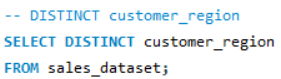 -- DISTINCT customer_region
SELECT DISTINCT customer_region
FROM sales_dataset;